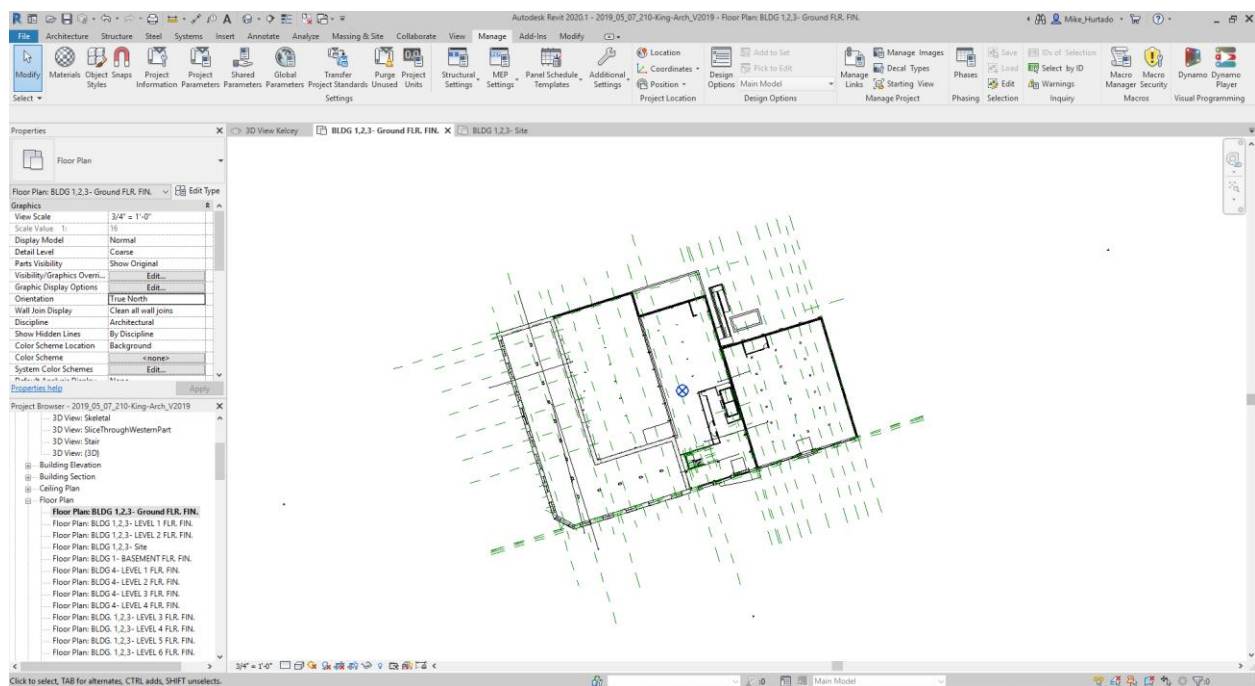 Autodesk Revit 2020.1 - 2019_05_07_210-King-Arch_V2019 - Floor Plan: BLDG 1,2,3- Ground FLR. FIN.
Mike_Hurtado
File Architecture Structure Steel Systems Insert Annotate Analyze Massing & Site Collaborate View Manage Add-Ins Modify
Modify
Materials
Object Styles
Snaps
Project Information
Project Parameters
Shared Parameters
Global Parameters
Transfer Project Standards
Purge Unused
Project Units
Structural Settings
MEP Settings
Panel Schedule Templates
Additional Settings
Location
Coordinates
Position
Design Options
Add to Set
Pick to Edit
Main Model
Manage Links
Manage Images
Decal Types
Starting View
Phases
Save
Load
Edit
IDs of Selection
Select by ID
Warnings
Macro Manager
Macro Security
Dynamo
Dynamo Player
Select
Settings
Project Location
Design Options
Manage Project
Phasing
Selection
Inquiry
Macros
Visual Programming
Properties
3D View Kelcey
BLDG 1,2,3- Ground FLR. FIN.
BLDG 1,2,3- Site
Floor Plan
Floor Plan: BLDG 1,2,3- Ground FLR. FIN.
Edit Type
Graphics
View Scale 3/4" = 1'-0"
Scale Value 1: 16
Display Model Normal
Detail Level Coarse
Parts Visibility Show Original
Visibility/Graphics Overri... Edit...
Graphic Display Options Edit...
Orientation True North
Wall Join Display Clean all wall joins
Discipline Architectural
Show Hidden Lines By Discipline
Color Scheme Location Background
Color Scheme <none>
System Color Schemes Edit...
Properties help
Apply
Project Browser - 2019_05_07_210-King-Arch_V2019
3D View: Skeletal
3D View: SliceThroughWesternPart
3D View: Stair
3D View: {3D}
Building Elevation
Building Section
Ceiling Plan
Floor Plan
Floor Plan: BLDG 1,2,3- Ground FLR. FIN.
Floor Plan: BLDG 1,2,3- LEVEL 1 FLR. FIN.
Floor Plan: BLDG 1,2,3- LEVEL 2 FLR. FIN.
Floor Plan: BLDG 1,2,3- Site
Floor Plan: BLDG 1- BASEMENT FLR. FIN.
Floor Plan: BLDG 4- LEVEL 1 FLR. FIN.
Floor Plan: BLDG 4- LEVEL 2 FLR. FIN.
Floor Plan: BLDG 4- LEVEL 3 FLR. FIN.
Floor Plan: BLDG 4- LEVEL 4 FLR. FIN.
Floor Plan: BLDG. 1,2,3- LEVEL 3 FLR. FIN.
Floor Plan: BLDG. 1,2,3- LEVEL 4 FLR. FIN.
Floor Plan: BLDG. 1,2,3- LEVEL 5 FLR. FIN.
Floor Plan: BLDG. 1,2,3- LEVEL 6 FLR. FIN.
3/4" = 1'-0"
Click to select, TAB for alternates, CTRL adds, SHIFT unselects.
:0
Main Model
:0